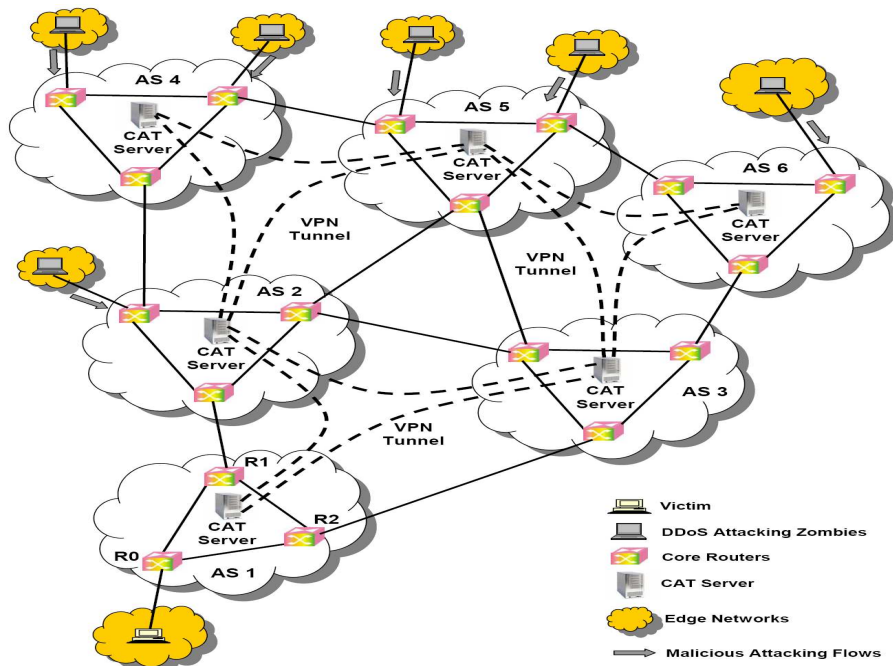 AS 4
CAT
Server
AS 5
CAT
Server
AS 6
CAT
Server
VPN
Tunnel
VPN
Tunnel
AS 2
CAT
Server
CAT
Server
AS 3
VPN
Tunnel
R1
CAT
Server
R2
R0
AS 1
Victim
DDoS Attacking Zombies
Core Routers
CAT Server
Edge Networks
Malicious Attacking Flows